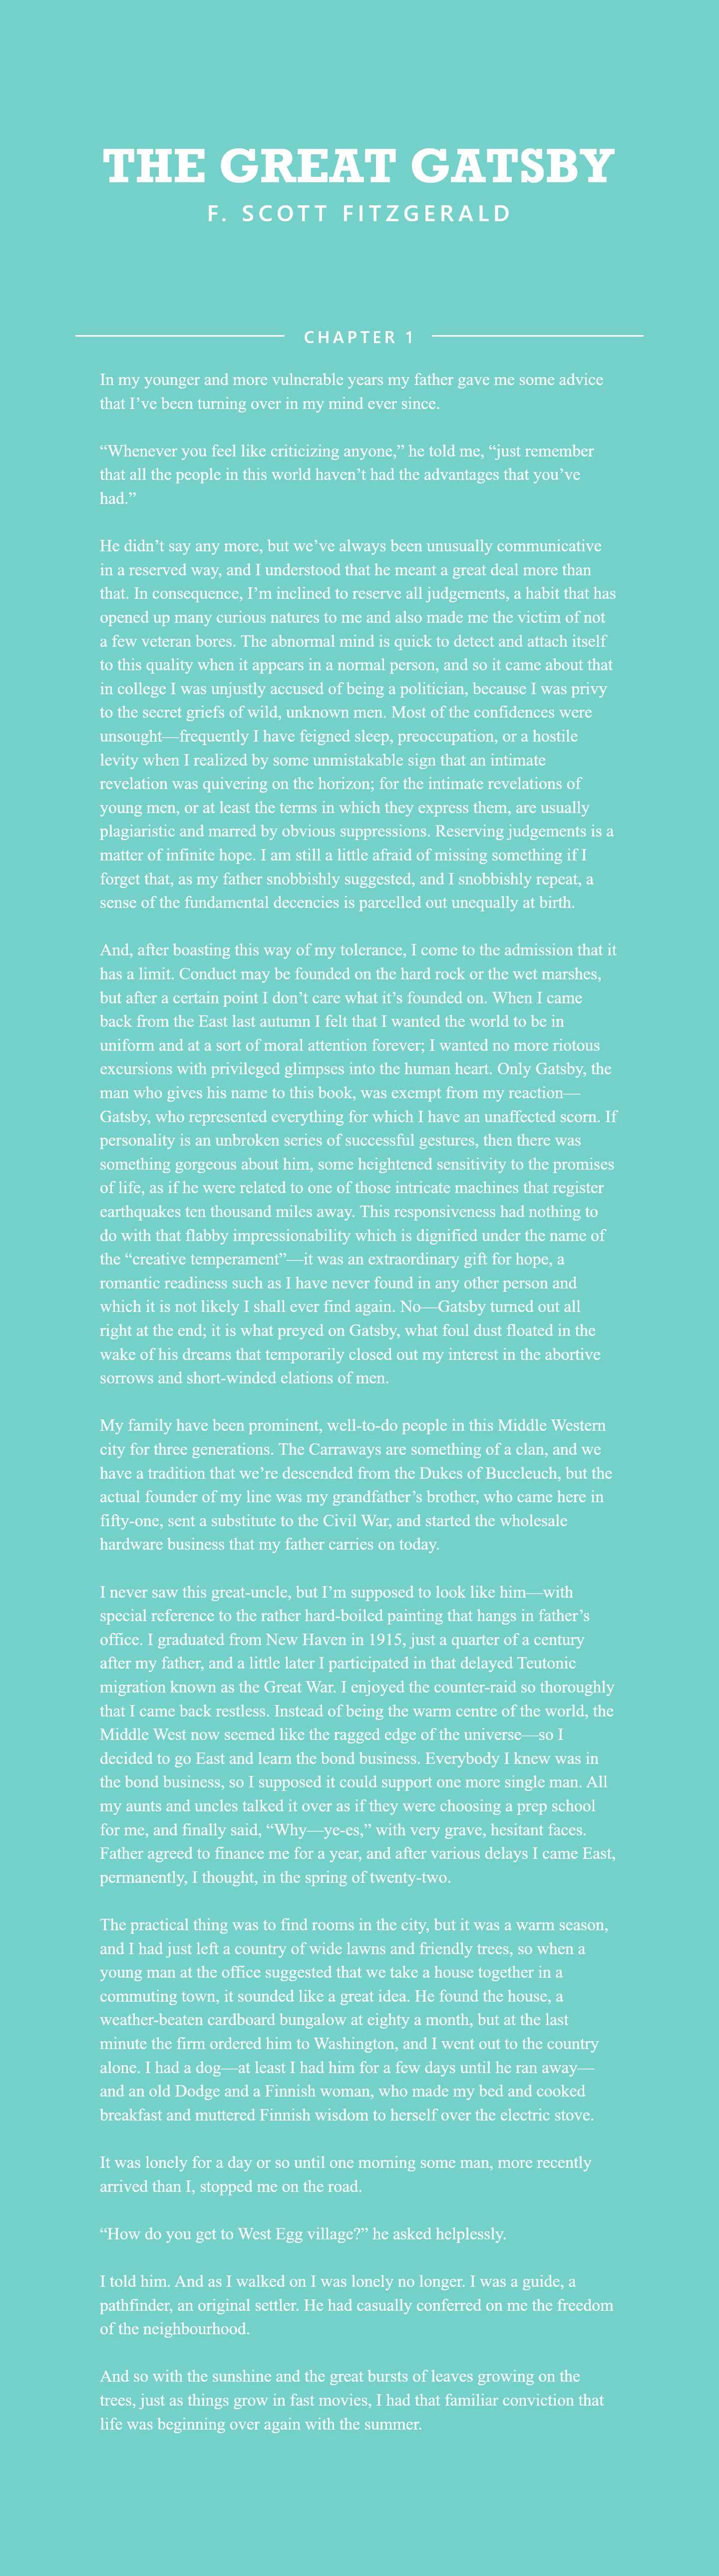 THE GREAT GATSBY
F. SCOTT FITZGERALD
CHAPTER 1
In my younger and more vulnerable years my father gave me some advice
that I’ve been turning over in my mind ever since.
“Whenever you feel like criticizing anyone,” he told me, “just remember
that all the people in this world haven’t had the advantages that you’ve
had.”
He didn’t say any more, but we’ve always been unusually communicative
in a reserved way, and I understood that he meant a great deal more than
that. In consequence, I’m inclined to reserve all judgements, a habit that has
opened up many curious natures to me and also made me the victim of not
a few veteran bores. The abnormal mind is quick to detect and attach itself
to this quality when it appears in a normal person, and so it came about that
in college I was unjustly accused of being a politician, because I was privy
to the secret griefs of wild, unknown men. Most of the confidences were
unsought—frequently I have feigned sleep, preoccupation, or a hostile
levity when I realized by some unmistakable sign that an intimate
revelation was quivering on the horizon; for the intimate revelations of
young men, or at least the terms in which they express them, are usually
plagiaristic and marred by obvious suppressions. Reserving judgements is a
matter of infinite hope. I am still a little afraid of missing something if I
forget that, as my father snobbishly suggested, and I snobbishly repeat, a
sense of the fundamental decencies is parcelled out unequally at birth.
And, after boasting this way of my tolerance, I come to the admission that it
has a limit. Conduct may be founded on the hard rock or the wet marshes,
but after a certain point I don’t care what it’s founded on. When I came
back from the East last autumn I felt that I wanted the world to be in
uniform and at a sort of moral attention forever; I wanted no more riotous
excursions with privileged glimpses into the human heart. Only Gatsby, the
man who gives his name to this book, was exempt from my reaction—
Gatsby, who represented everything for which I have an unaffected scorn. If
personality is an unbroken series of successful gestures, then there was
something gorgeous about him, some heightened sensitivity to the promises
of life, as if he were related to one of those intricate machines that register
earthquakes ten thousand miles away. This responsiveness had nothing to
do with that flabby impressionability which is dignified under the name of
the “creative temperament”—it was an extraordinary gift for hope, a
romantic readiness such as I have never found in any other person and
which it is not likely I shall ever find again. No—Gatsby turned out all
right at the end; it is what preyed on Gatsby, what foul dust floated in the
wake of his dreams that temporarily closed out my interest in the abortive
sorrows and short-winded elations of men.
My family have been prominent, well-to-do people in this Middle Western
city for three generations. The Carraways are something of a clan, and we
have a tradition that we’re descended from the Dukes of Buccleuch, but the
actual founder of my line was my grandfather’s brother, who came here in
fifty-one, sent a substitute to the Civil War, and started the wholesale
hardware business that my father carries on today.
I never saw this great-uncle, but I’m supposed to look like him—with
special reference to the rather hard-boiled painting that hangs in father’s
office. I graduated from New Haven in 1915, just a quarter of a century
after my father, and a little later I participated in that delayed Teutonic
migration known as the Great War. I enjoyed the counter-raid so thoroughly
that I came back restless. Instead of being the warm centre of the world, the
Middle West now seemed like the ragged edge of the universe—so I
decided to go East and learn the bond business. Everybody I knew was in
the bond business, so I supposed it could support one more single man. All
my aunts and uncles talked it over as if they were choosing a prep school
for me, and finally said, “Why—ye-es,” with very grave, hesitant faces.
Father agreed to finance me for a year, and after various delays I came East,
permanently, I thought, in the spring of twenty-two.
The practical thing was to find rooms in the city, but it was a warm season,
and I had just left a country of wide lawns and friendly trees, so when a
young man at the office suggested that we take a house together in a
commuting town, it sounded like a great idea. He found the house, a
weather-beaten cardboard bungalow at eighty a month, but at the last
minute the firm ordered him to Washington, and I went out to the country
alone. I had a dog—at least I had him for a few days until he ran away—
and an old Dodge and a Finnish woman, who made my bed and cooked
breakfast and muttered Finnish wisdom to herself over the electric stove.
It was lonely for a day or so until one morning some man, more recently
arrived than I, stopped me on the road.
“How do you get to West Egg village?” he asked helplessly.
I told him. And as I walked on I was lonely no longer. I was a guide, a
pathfinder, an original settler. He had casually conferred on me the freedom
of the neighbourhood.
And so with the sunshine and the great bursts of leaves growing on the
trees, just as things grow in fast movies, I had that familiar conviction that
life was beginning over again with the summer.